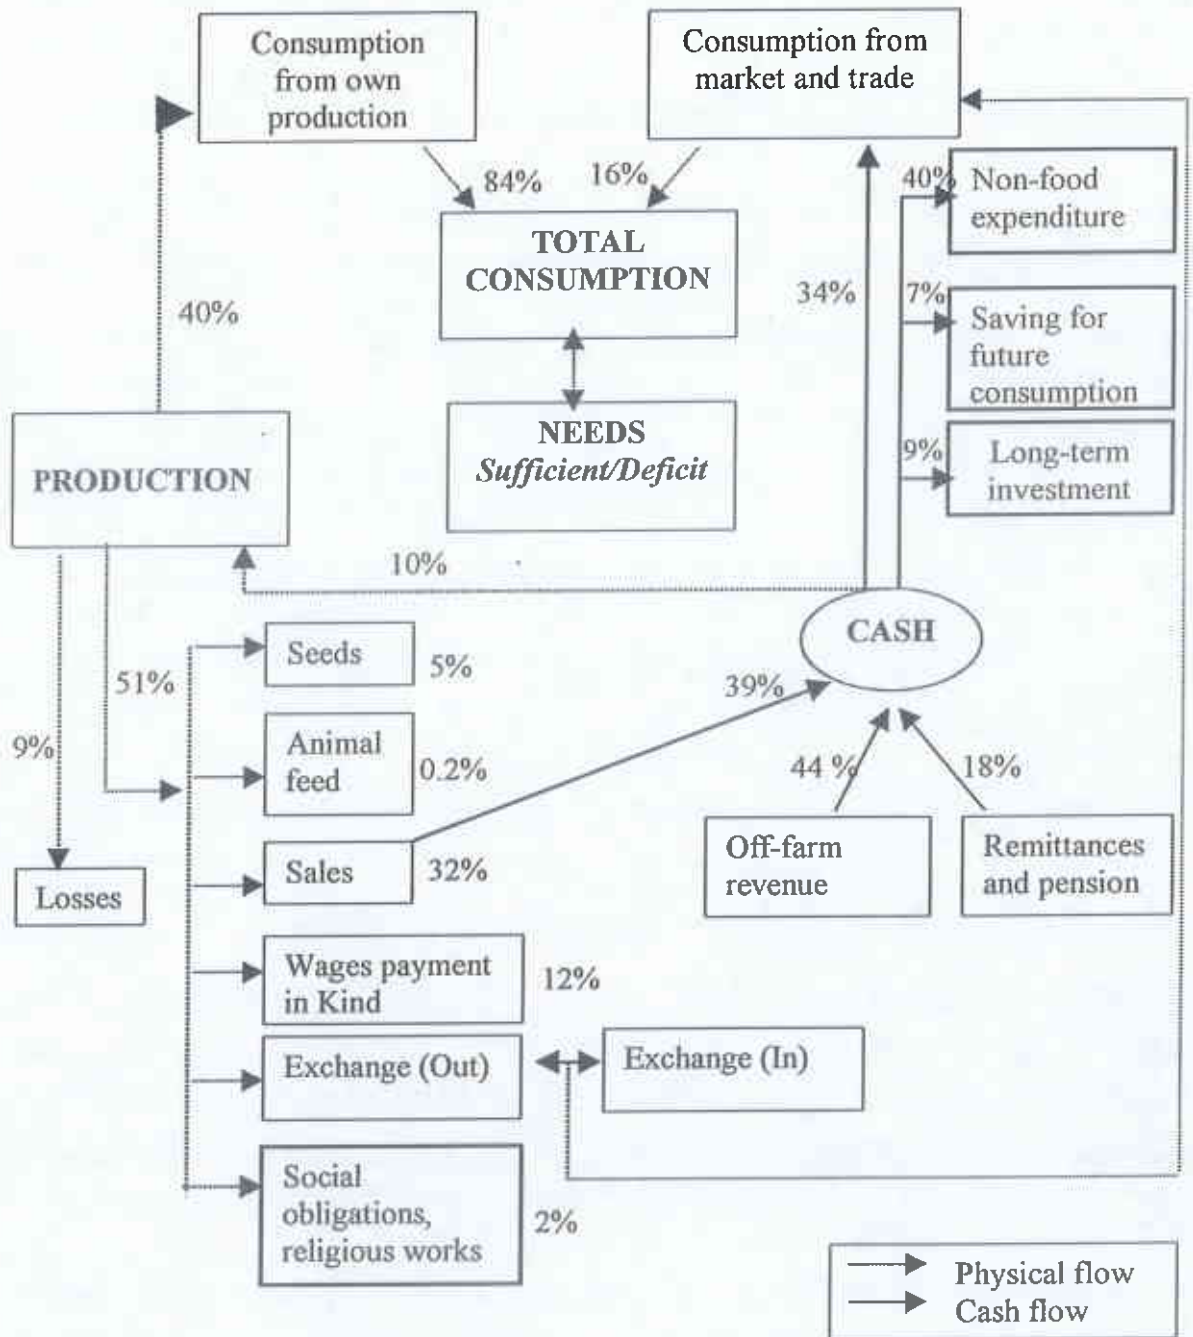 Consumption
from own
production
Consumption from
market and trade
84%
16%
40%
Non-food
expenditure
TOTAL
CONSUMPTION
34%
7%
Saving for
future
consumption
40%
NEEDS
Sufficient/Deficit
9%
Long-term
investment
PRODUCTION
10%
CASH
Seeds
5%
51%
39%
9%
Animal
feed
0.2%
44 %
18%
Sales
32%
Off-farm
revenue
Remittances
and pension
Losses
Wages payment
in Kind
12%
Exchange (Out)
Exchange (In)
Social
obligations,
religious works
2%
Physical flow
Cash flow